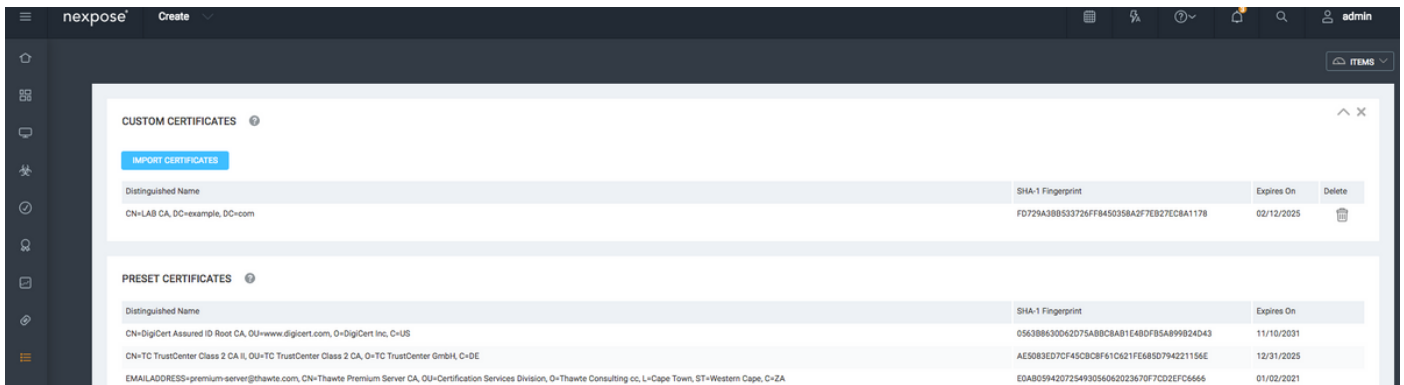 nexpose Create admin
ITEMS
CUSTOM CERTIFICATES
IMPORT CERTIFICATES
Distinguished Name SHA-1 Fingerprint Expires On Delete
CN=LAB CA, DC=example, DC=com FD729A3BB533726FF8450358A2F7EB27EC8A1178 02/12/2025
PRESET CERTIFICATES
Distinguished Name SHA-1 Fingerprint Expires On
CN=DigiCert Assured ID Root CA, OU=www.digicert.com, O=DigiCert Inc, C=US 0563B8630D62D75ABBC8AB1E4BDFB5A899B24D43 11/10/2031
CN=TC TrustCenter Class 2 CA II, OU=TC TrustCenter Class 2 CA, O=TC TrustCenter GmbH, C=DE AE5083ED7CF45CBC8F61C621FE685D794221156E 12/31/2025
EMAILADDRESS=premium-server@thawte.com, CN=Thawte Premium Server CA, OU=Certification Services Division, O=Thawte Consulting cc, L=Cape Town, ST=Western Cape, C=ZA E0AB059420725493056062023670F7CD2EFC6666 01/02/2021